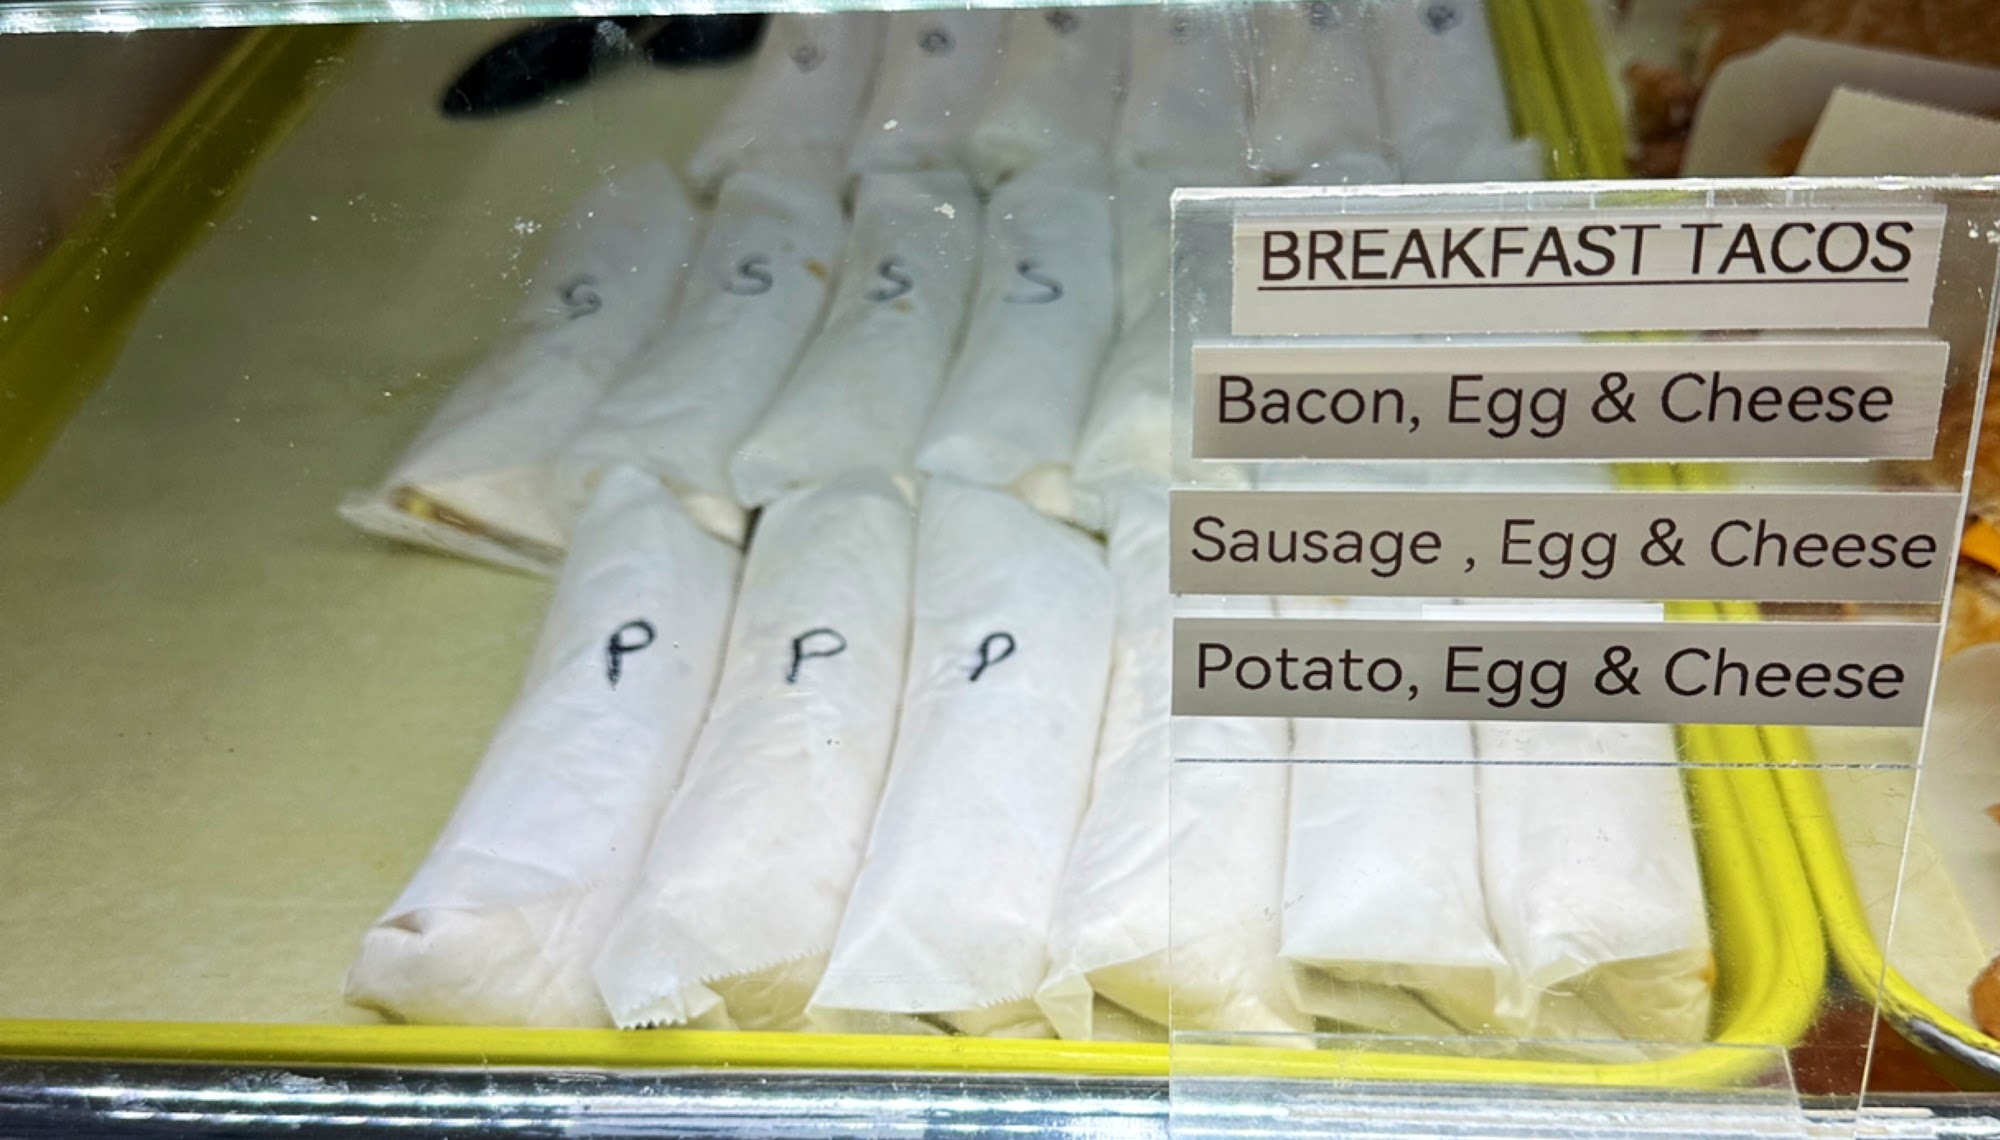 S S S S
P P P
BREAKFAST TACOS
Bacon, Egg & Cheese
Sausage , Egg & Cheese
Potato, Egg & Cheese